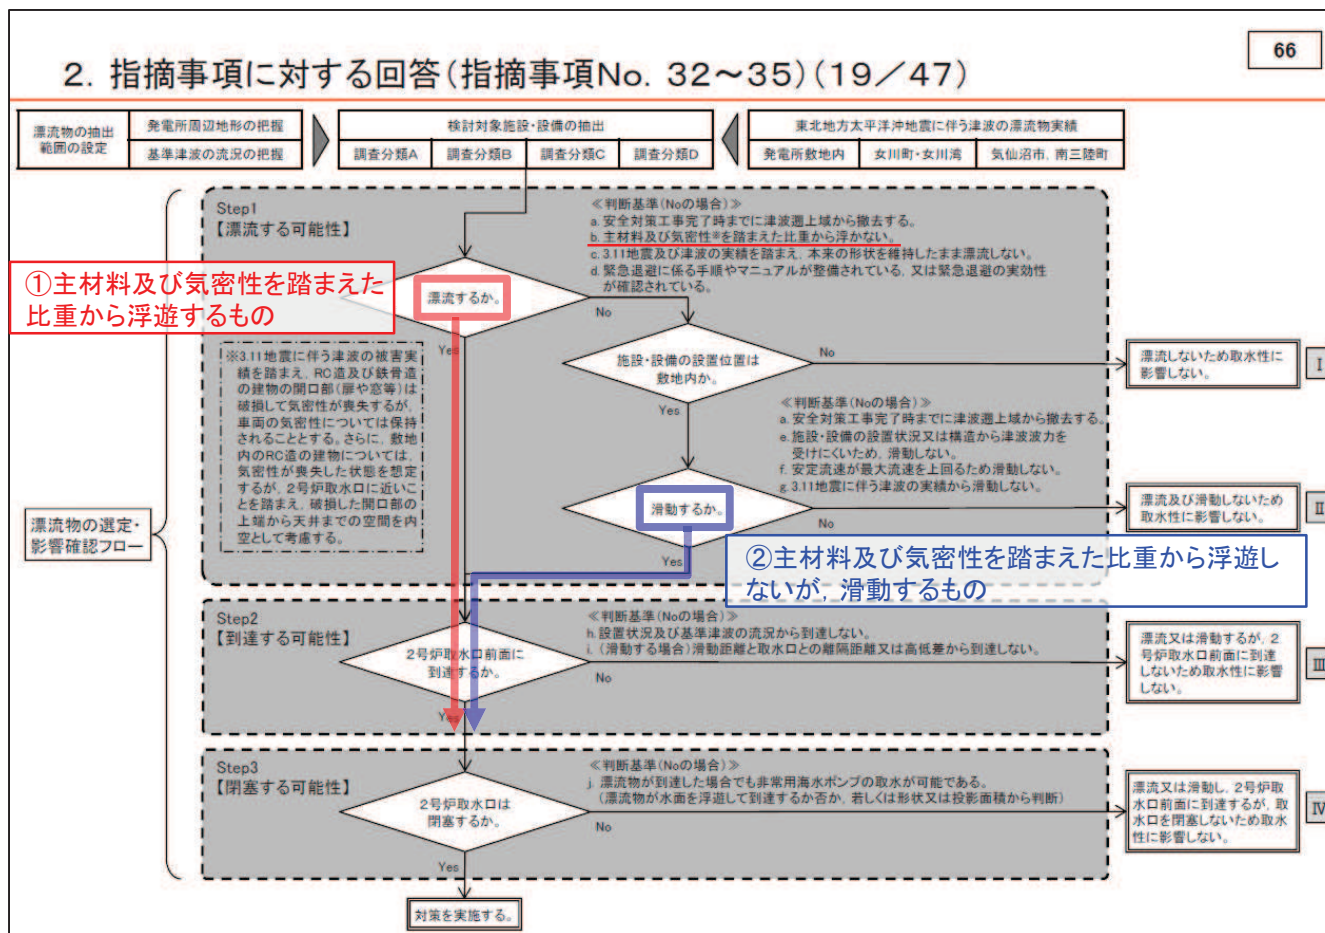 66
2. 指摘事項に対する回答(指摘事項No. 32～35)(19／47)
漂流物の抽出
範囲の設定
発電所周辺地形の把握
基準津波の流況の把握
検討対象施設・設備の抽出
調査分類A
調査分類B
調査分類C
調査分類D
東北地方太平洋沖地震に伴う津波の漂流物実績
発電所敷地内
女川町・女川湾
気仙沼市, 南三陸町
Step1
【漂流する可能性】
≪判断基準(Noの場合)≫
a. 安全対策工事完了時までに津波遡上域から撤去する。
b. 主材料及び気密性※を踏まえた比重から浮かない。
c. 3.11地震及び津波の実績を踏まえ, 本来の形状を維持したまま漂流しない。
d. 緊急退避に係る手順やマニュアルが整備されている, 又は緊急退避の実効性
が確認されている。
①主材料及び気密性を踏まえた
比重から浮遊するもの
漂流するか。
No
Yes
※3.11地震に伴う津波の被害実
績を踏まえ, RC造及び鉄骨造
の建物の開口部(扉や窓等)は
破損して気密性が喪失するが,
車両の気密性については保持
されることとする。さらに, 敷地
内のRC造の建物については,
気密性が喪失した状態を想定
するが, 2号炉取水口に近いこ
とを踏まえ, 破損した開口部の
上端から天井までの空間を内
空として考慮する。
施設・設備の設置位置は
敷地内か。
No
Yes
漂流しないため取水性に
影響しない。
Ⅰ
≪判断基準(Noの場合)≫
a. 安全対策工事完了時までに津波遡上域から撤去する。
e. 施設・設備の設置状況又は構造から津波波力を
受けにくいため, 滑動しない。
f. 安定流速が最大流速を上回るため滑動しない。
g. 3.11地震に伴う津波の実績から滑動しない。
滑動するか。
No
Yes
漂流及び滑動しないため
取水性に影響しない。
Ⅱ
漂流物の選定・
影響確認フロー
②主材料及び気密性を踏まえた比重から浮遊し
ないが, 滑動するもの
Step2
【到達する可能性】
≪判断基準(Noの場合)≫
h. 設置状況及び基準津波の流況から到達しない。
i. (滑動する場合)滑動距離と取水口との離隔距離又は高低差から到達しない。
2号炉取水口前面に
到達するか。
No
Yes
漂流又は滑動するが, 2
号炉取水口前面に到達
しないため取水性に影響
しない。
Ⅲ
Step3
【閉塞する可能性】
≪判断基準(Noの場合)≫
j. 漂流物が到達した場合でも非常用海水ポンプの取水が可能である。
(漂流物が水面を浮遊して到達するか否か, 若しくは形状又は投影面積から判断)
2号炉取水口は
閉塞するか。
No
Yes
漂流又は滑動し, 2号炉取
水口前面に到達するが, 取
水口を閉塞しないため取水
性に影響しない。
Ⅳ
対策を実施する。